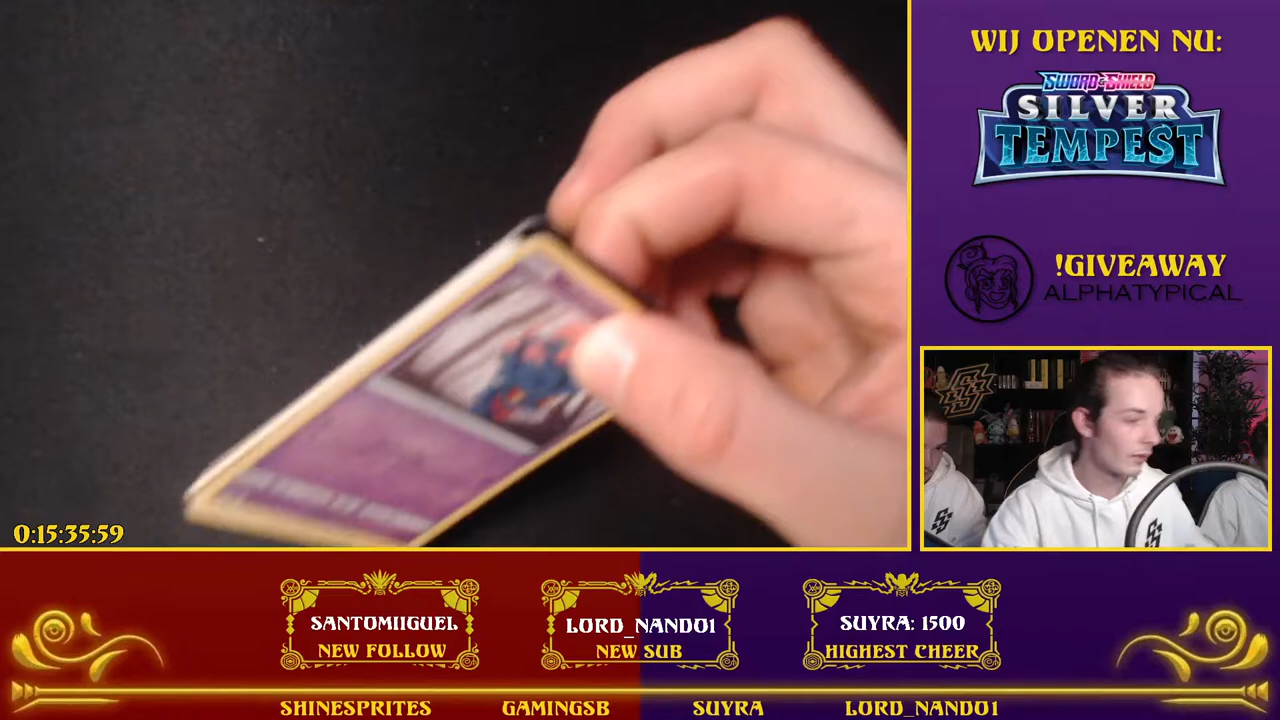 WIJ OPENEN NU:
SWORD & SHIELD
SILVER
TEMPEST
!GIVEAWAY
ALPHATYPICAL
0:15:35:59
SANTOMIIGUEL
NEW FOLLOW
LORD_NANDO1
NEW SUB
SUYRA: 1500
HIGHEST CHEER
SHINESPRITES GAMINGSB SUYRA LORD_NANDO1